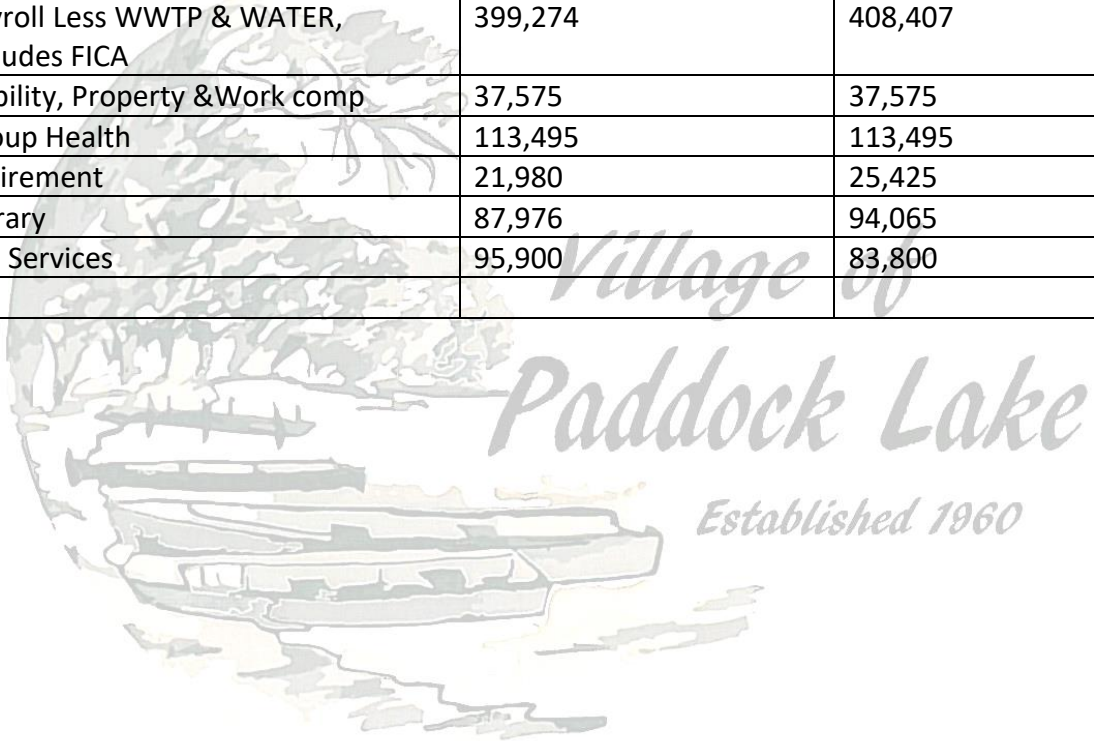 yroll Less WWTP & WATER, 399,274 408,407
udes FICA
bility, Property &Work comp 37,575 37,575
oup Health 113,495 113,495
irement 21,980 25,425
rary 87,976 94,065
Services 95,900 83,800
Village of
Paddock Lake
Established 1960